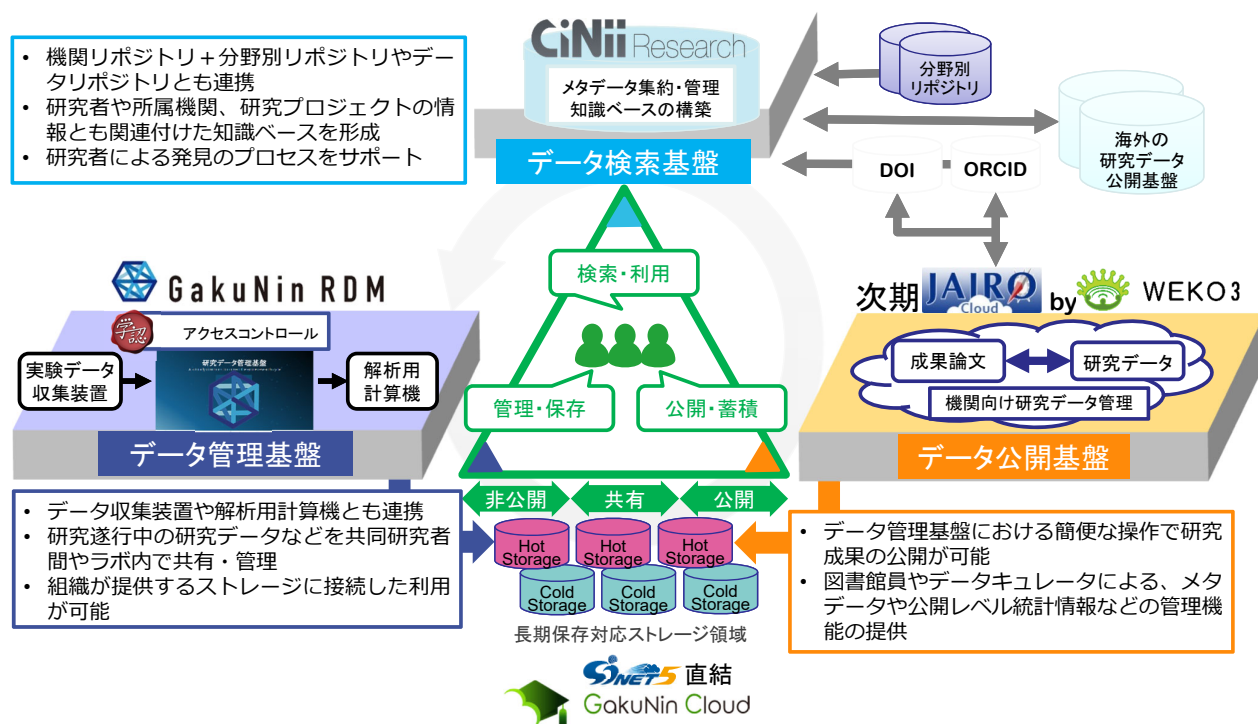 CiNii Research
メタデータ集約・管理
知識ベースの構築
データ検索基盤
• 機関リポジトリ＋分野別リポジトリやデー
タリポジトリとも連携
• 研究者や所属機関、研究プロジェクトの情
報とも関連付けた知識ベースを形成
• 研究者による発見のプロセスをサポート
分野別
リポジトリ
海外の
研究データ
公開基盤
DOI
ORCID
検索・利用
管理・保存
公開・蓄積
GakuNin RDM
学認
アクセスコントロール
実験データ
収集装置
研究データ管理基盤
解析用
計算機
データ管理基盤
次期 JAIRO Cloud by WEKO3
成果論文
研究データ
機関向け研究データ管理
データ公開基盤
• データ収集装置や解析用計算機とも連携
• 研究遂行中の研究データなどを共同研究者
間やラボ内で共有・管理
• 組織が提供するストレージに接続した利用
が可能
非公開
共有
公開
Hot
Storage
Hot
Storage
Hot
Storage
Cold
Storage
Cold
Storage
Cold
Storage
長期保存対応ストレージ領域
SINET5 直結
GakuNin Cloud
• データ管理基盤における簡便な操作で研究
成果の公開が可能
• 図書館員やデータキュレータによる、メタ
データや公開レベル統計情報などの管理機
能の提供